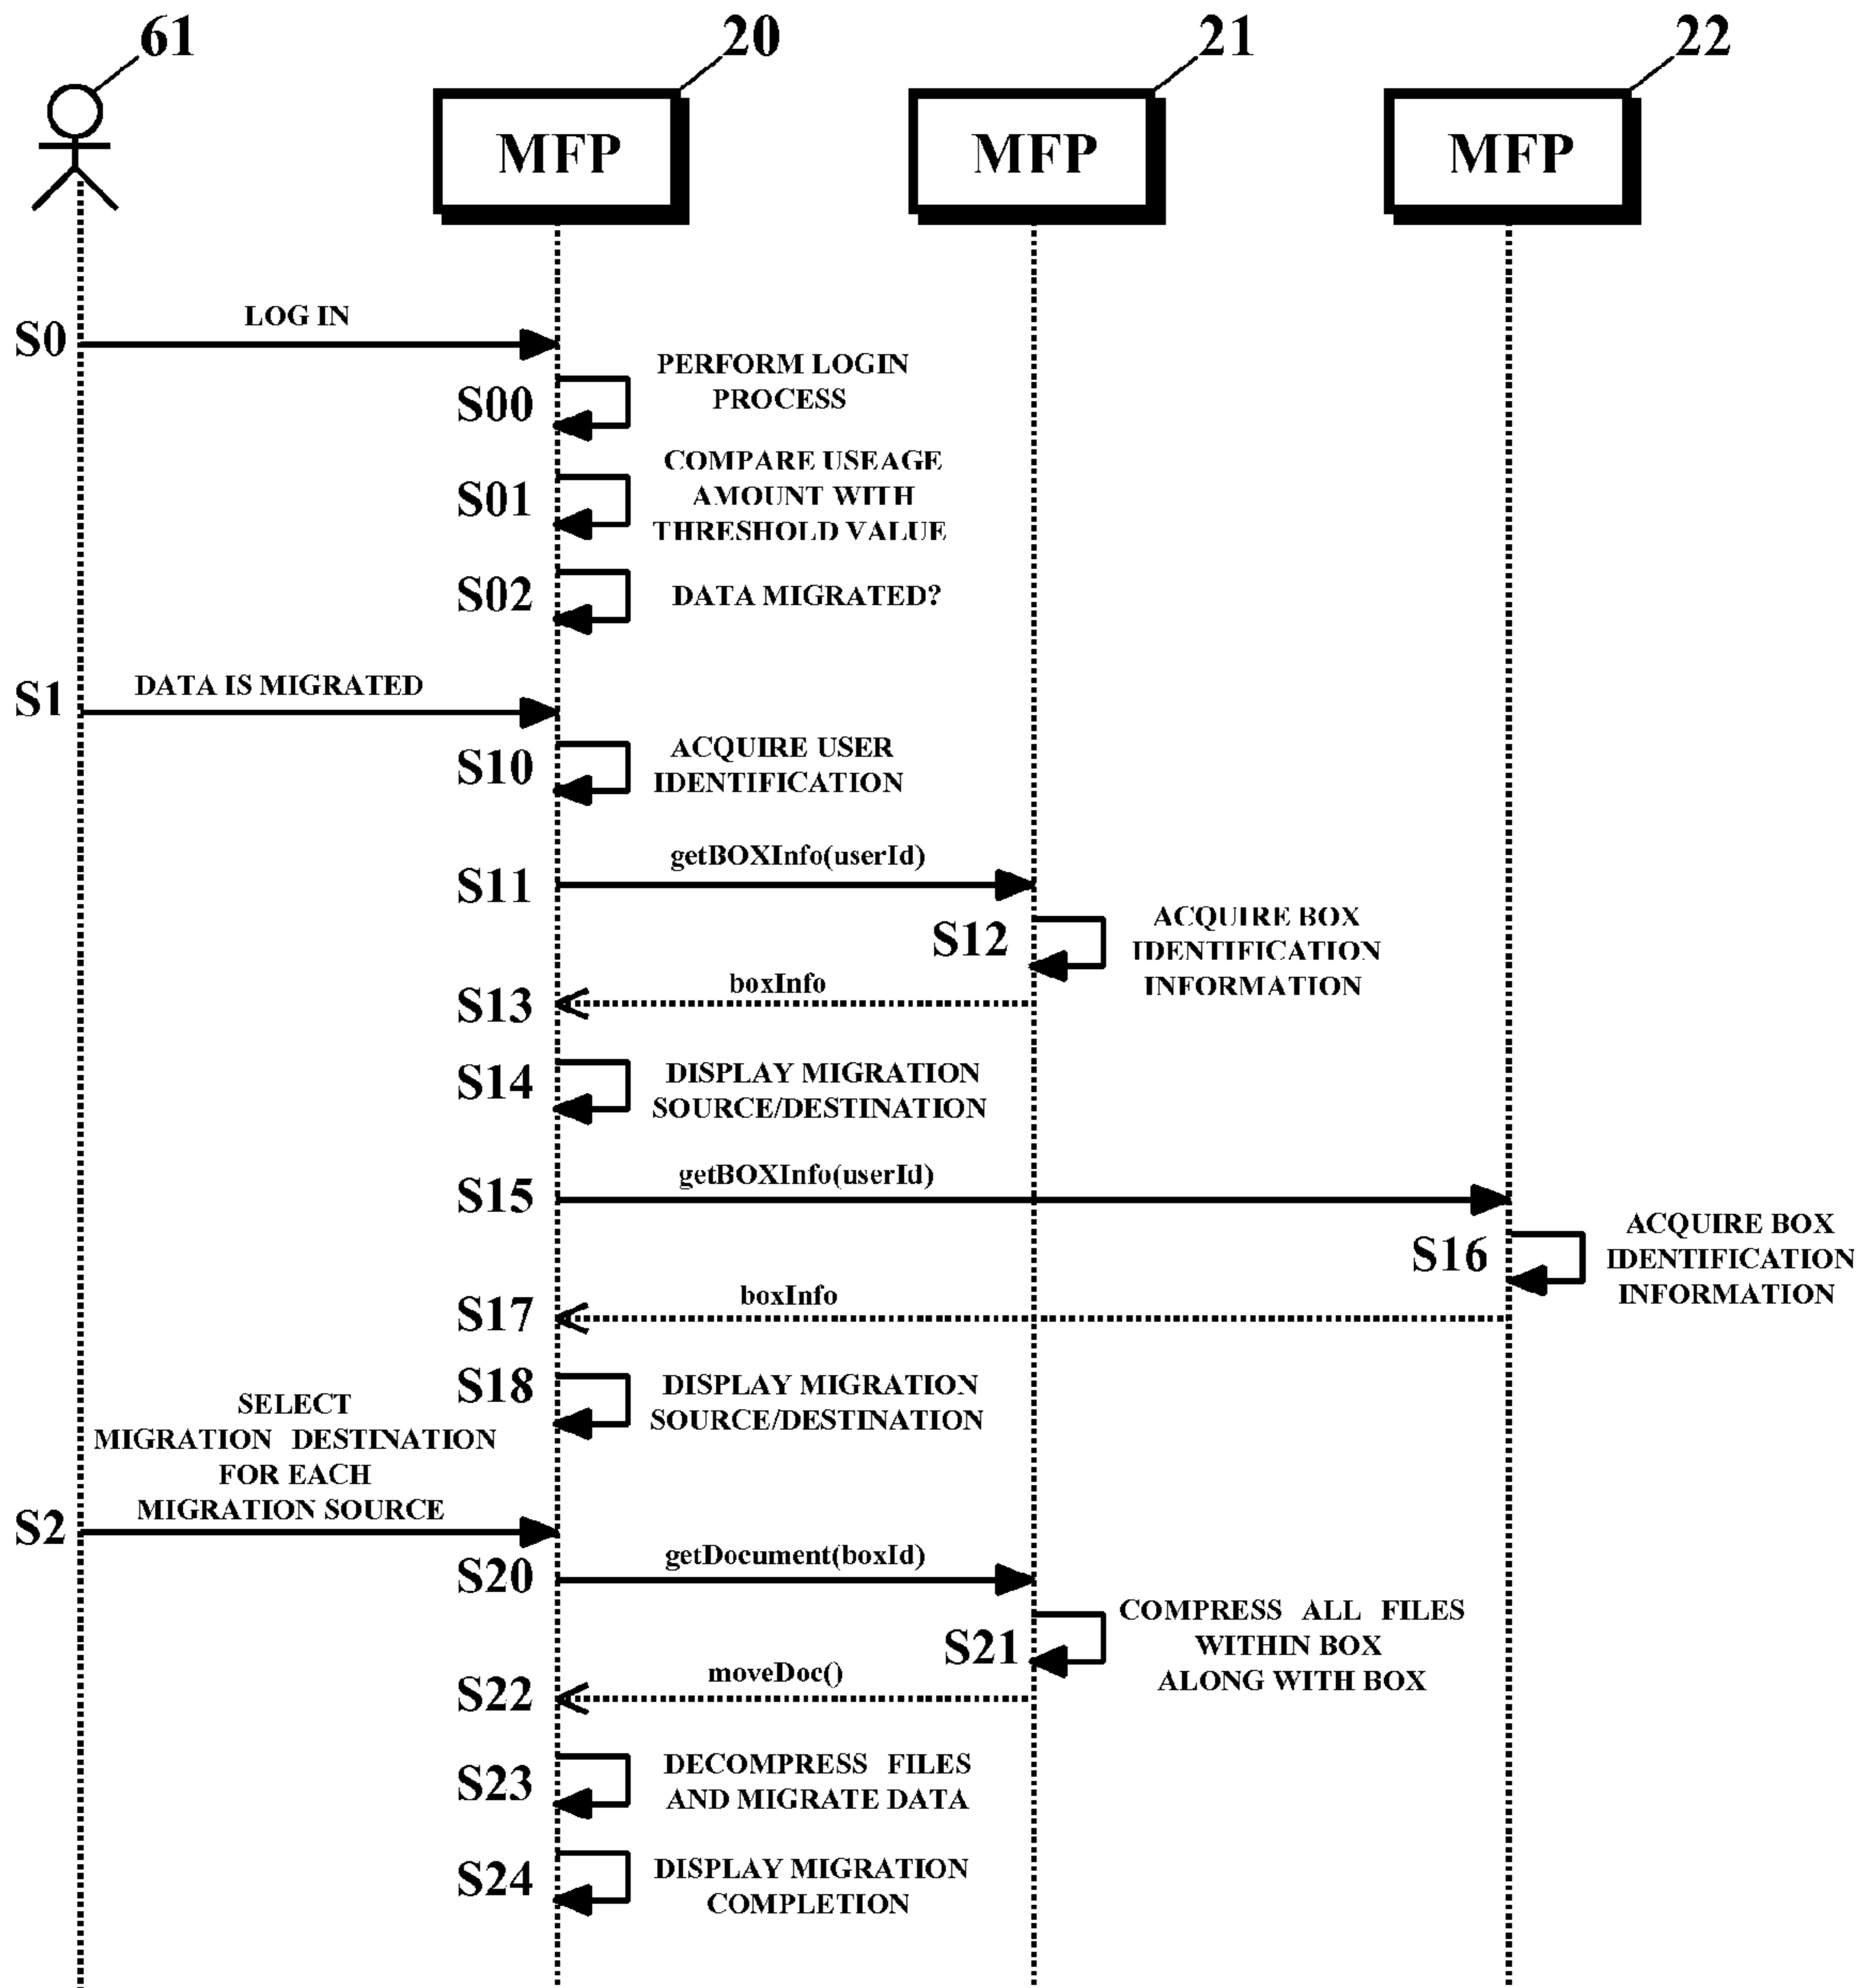 61
20
21
22
MFP
MFP
MFP
S0
LOG IN
S00
PERFORM LOGIN
PROCESS
S01
COMPARE USEAGE
AMOUNT WITH
THRESHOLD VALUE
S02
DATA MIGRATED?
S1
DATA IS MIGRATED
S10
ACQUIRE USER
IDENTIFICATION
S11
getBOXInfo(userId)
S12
ACQUIRE BOX
IDENTIFICATION
INFORMATION
S13
boxInfo
S14
DISPLAY MIGRATION
SOURCE/DESTINATION
S15
getBOXInfo(userId)
S16
ACQUIRE BOX
IDENTIFICATION
INFORMATION
S17
boxInfo
S18
DISPLAY MIGRATION
SOURCE/DESTINATION
SELECT
MIGRATION DESTINATION
FOR EACH
MIGRATION SOURCE
S2
S20
getDocument(boxId)
S21
COMPRESS ALL FILES
WITHIN BOX
ALONG WITH BOX
S22
moveDoc()
S23
DECOMPRESS FILES
AND MIGRATE DATA
S24
DISPLAY MIGRATION
COMPLETION